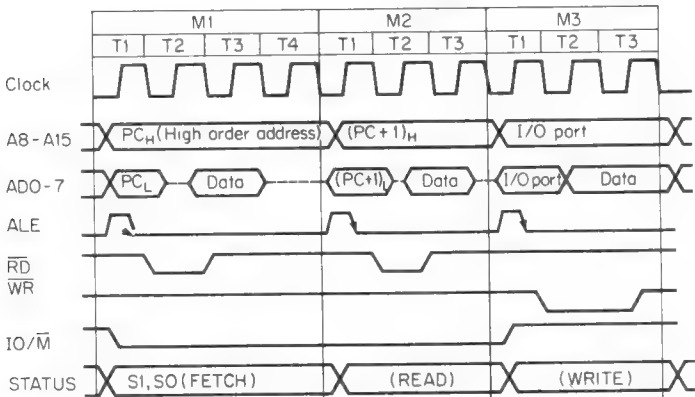 M1 M2 M3
T1 T2 T3 T4 T1 T2 T3 T1 T2 T3
Clock
A8-A15 PCH (High order address) (PC+1)H I/O port
ADO-7 PCL Data (PC+1)L Data I/O port Data
ALE
RD
WR
IO/M
STATUS S1,SO(FETCH) (READ) (WRITE)